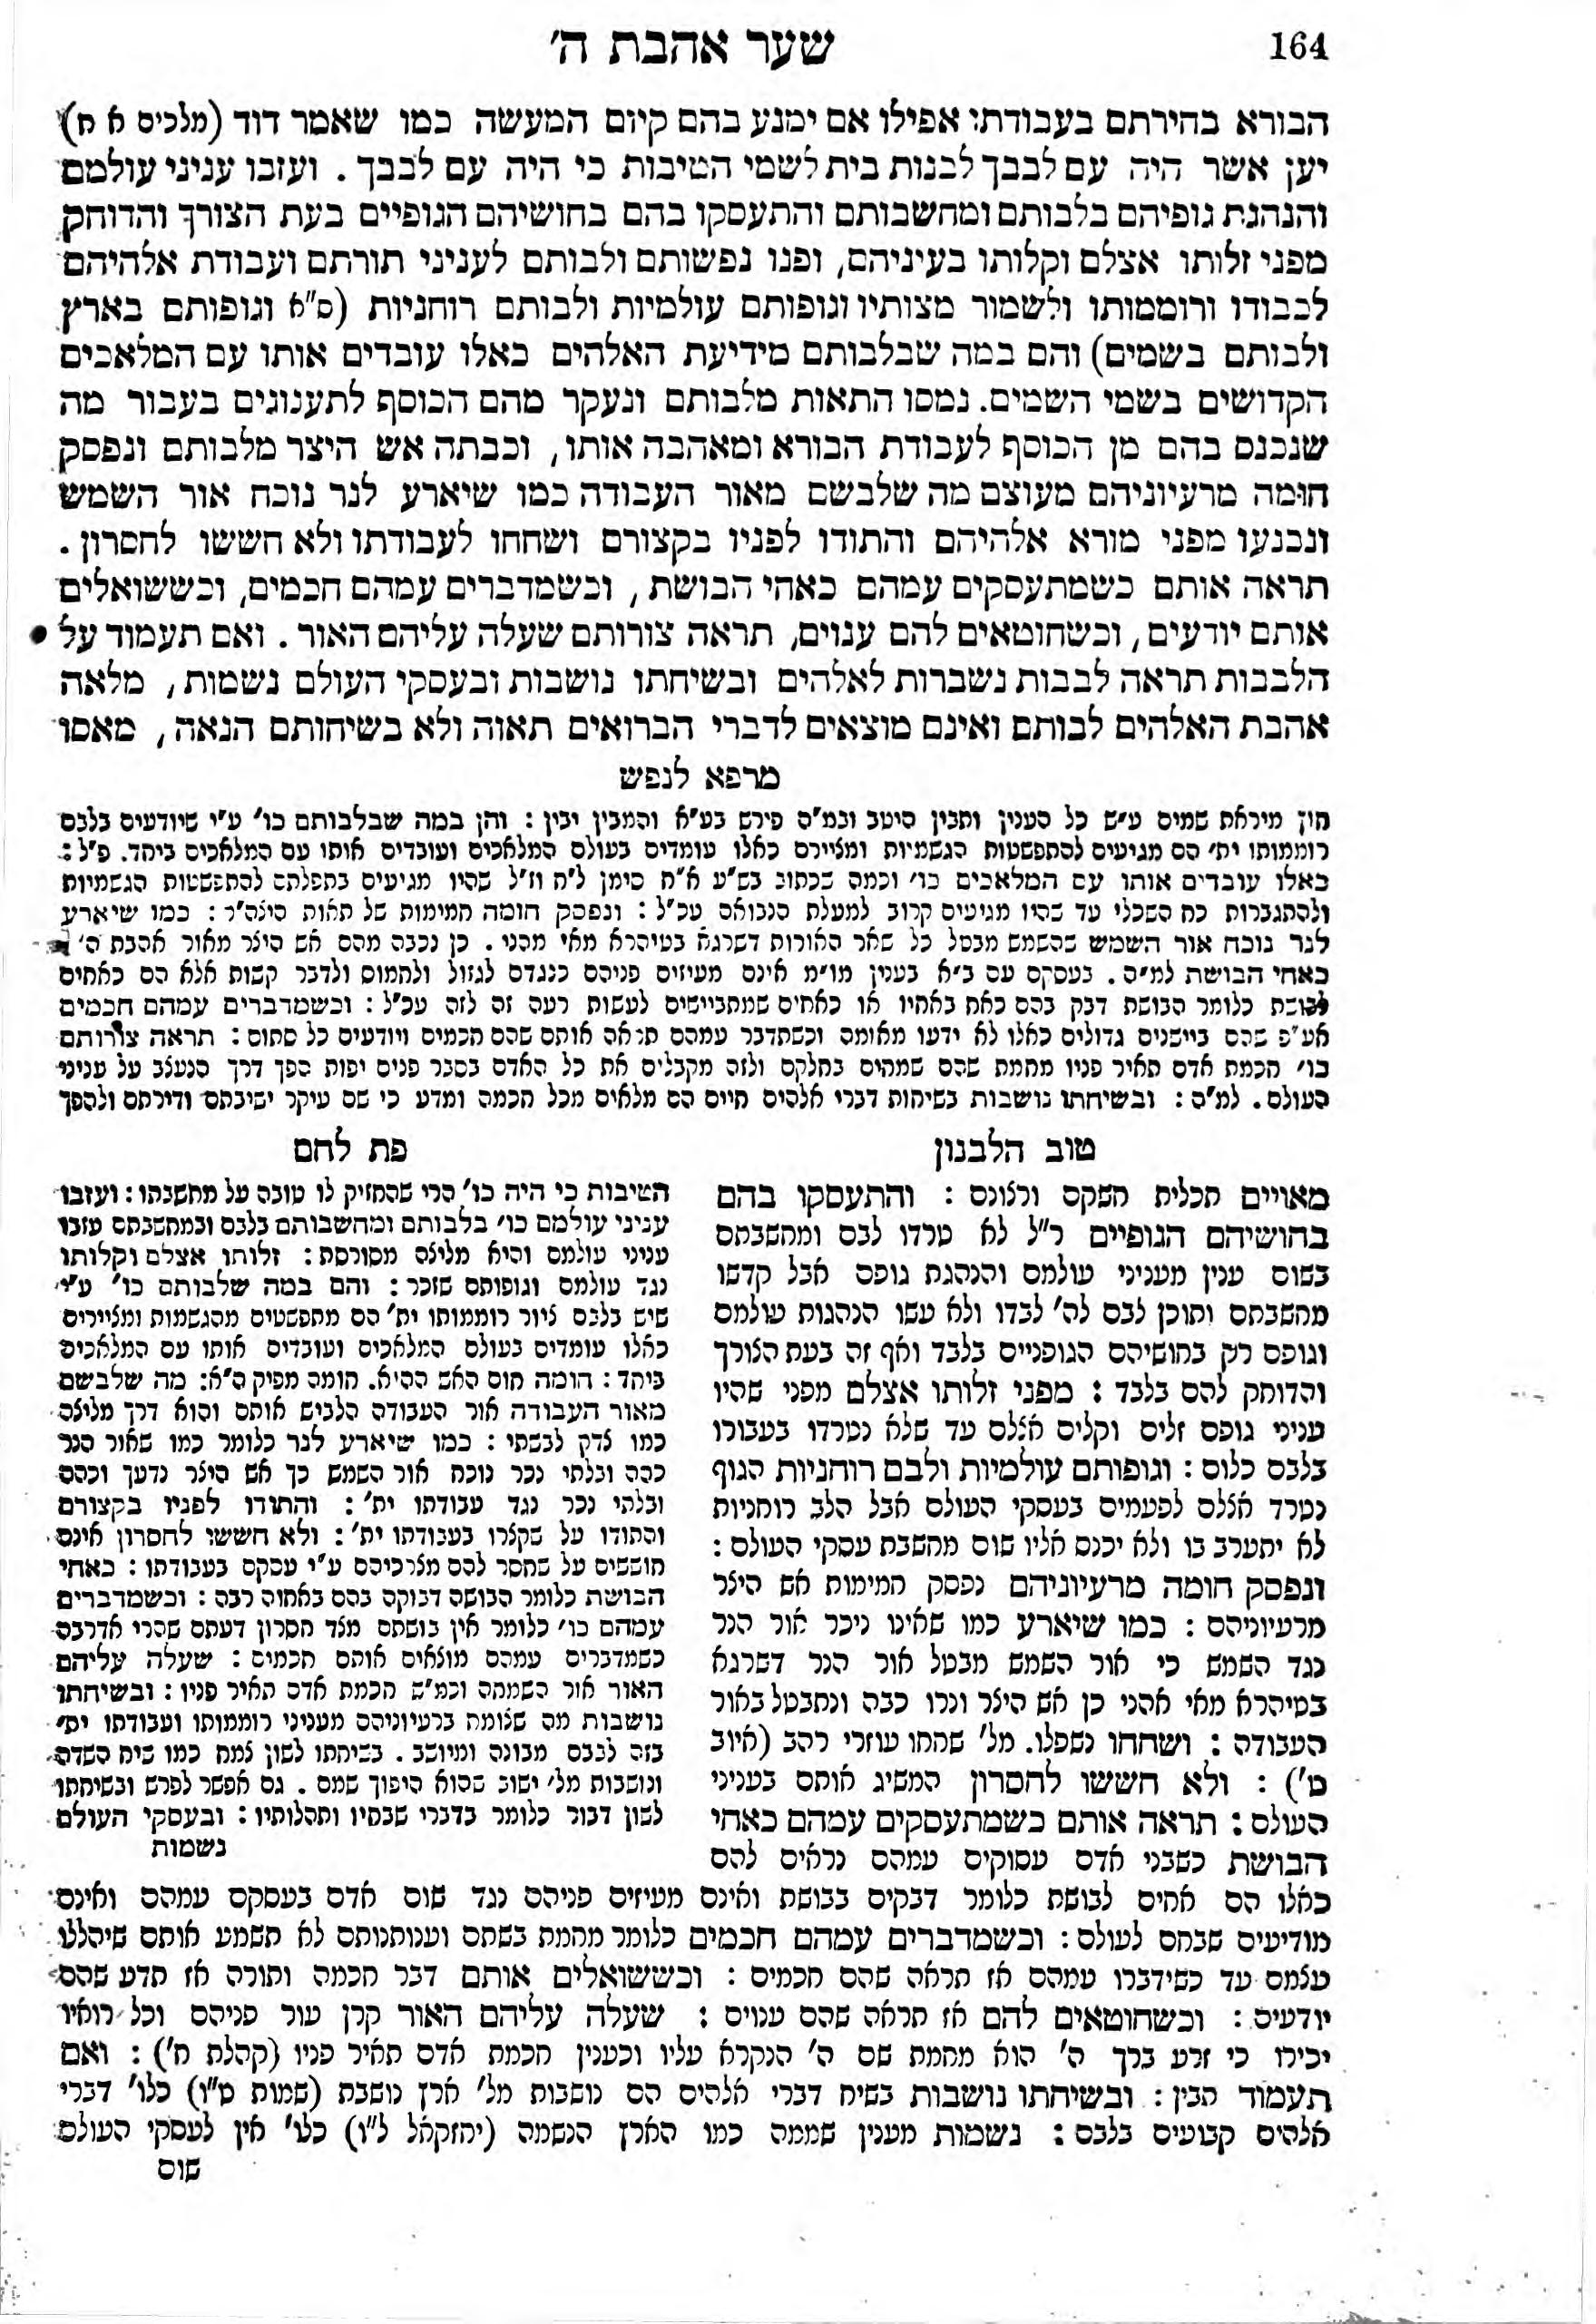 164
שער אהבת ה'
הבורא בחירתם בעבודתו אפילו אם ימנע בהם קיום המעשה כמו שאמר דוד (מלכים א ח)
יען אשר היה עם לבבך לבנות בית לשמי הטיבות כי היה עם לבבך. ועזבו עניני עולמם
והנהגת גופיהם בלבותם ומחשבותם והתעסקו בהם בחושיהם הגופיים בעת הצורך והדוחק
מפני זלותו אצלם וקלותו בעיניהם, ופנו נפשותם ולבותם לעניני תורתם ועבודת אלהיהם
לכבודו ורוממותו ולשמור מצותיו וגופותם עולמיות ולבותם רוחניות (ס"א וגופותם בארץ
ולבותם בשמים) והם במה שבלבותם מידיעת האלהים כאלו עובדים אותו עם המלאכים
הקדושים בשמי השמים. נמסו התאות מלבותם ונעקר מהם הכוסף לתענוגים בעבור מה
שנכנס בהם מן הכוסף לעבודת הבורא ומאהבה אותו, וכבתה אש היצר מלבותם ונפסק
חומה מרעיוניהם מעוצם מה שלבשם מאור העבודה כמו שיארע לנר נוכח אור השמש
ונכנעו מפני מורא אלהיהם והתודו לפניו בקצורם ושחחו לעבודתו ולא חששו לחסרון.
תראה אותם כשמתעסקים עמהם כאחי הבושת, וכשמדברים עמהם חכמים, וכששואלים
אותם יודעים, וכשחוטאים להם ענוים, תראה צורותם שעלה עליהם האור. ואם תעמוד על
הלבבות תראה לבבות נשברות לאלהים ובשיחתו נושבות ובעסקי העולם נשמות, מלאה
אהבת האלהים לבותם ואינם מוצאים לדברי הברואים תאוה ולא בשיחותם הנאה, מאסו
מרפא לנפש
חוץ מיראת שמים ע"ש כל הענין ותבין היטב ובמ"ה פירש בע"א והמבין יבין: והן במה שבלבותם כו' ע"י שיודעים בלבם
רוממותו ית' הם מגיעים להתפשטות הגשמיות ומציירם כאלו עומדים בעולם המלאכים ועובדים אותו עם המלאכים ביחד. פ"ל:
כאלו עובדים אותו עם המלאכים כו' וכמה שכתוב בש"ע א"ח סימן צ"ח וז"ל שהיו מגיעים בתפלתם להתפשטות הגשמיות
ולהתגברות כח השכלי עד שהיו מגיעים קרוב למעלת הנבואה עכ"ל: ונפסק חומה חמימות של תאות היצה"ר: כמו שיארע
לנר נוכח אור השמש שהשמש מבטל כל שאר האורות דשרגא בטיהרא מאי מהני. כן נכבה מהם אש היצר מאור אהבת ה'
כאחי הבושת למ"ה. בעסקם עם ב"א בענין מו"מ אינם מעיזים פניהם כנגדם לגזול ולחמוס ולדבר קשות אלא הם כאחים
לבושת כלומר הבושת דבק בהם כאח באחיו או כאחים שמתביישים לעשות רעה זה לזה עכ"ל: וכשמדברים עמהם חכמים
אע"פ שהם ביישנים גדולים כאלו לא ידעו מאומה וכשתדבר עמהם תראה אותם שהם חכמים ויודעים כל סתום: תראה צורותם
כו' חכמת אדם תאיר פניו מחמת שהם שמחים בחלקם ולזה מקבלים את כל האדם בסבר פנים יפות הפך דרך הנעצב על עניני
העולם. למ"ה: ובשיחתו נושבות בשיחות דברי אלהים חיים הם מלאים מכל חכמה ומדע כי שם עיקר ישיבתם ודירתם ולהפך
טוב הלבנון
מאויים תכלית חשקם ורצונם: והתעסקו בהם
בחושיהם הגופיים ר"ל לא טרדו לבם ומחשבתם
בשום ענין מעניני עולמם והנהגת גופם אבל קדשו
מחשבתם ותוכן לבם לה' לבדו ולא עשו הנהגות עולמם
וגופם רק בחושיהם הגופניים בלבד ואף זה בעת הצורך
והדוחק להם בלבד: מפני זלותו אצלם מפני שהיו
עניני גופם זלים וקלים אצלם עד שלא נטרדו בעבורו
בלבם כלום: וגופותם עולמיות ולבם רוחניות הגוף
נטרד אצלם לפעמים בעסקי העולם אבל הלב רוחניות
לא יתערב בו ולא יכנס אליו שום מחשבת עסקי העולם:
ונפסק חומה מרעיוניהם נפסק חמימות אש היצר
מרעיוניהם: כמו שיארע כמו שאינו ניכר אור הנר
נגד השמש כי אור השמש מבטל אור הנר דשרגא
בטיהרא מאי אהני כן אש היצר ונרו כבה ונתבטל באור
העבודה: ושחחו נשפלו. מל' שחחו עוזרי רהב (איוב
ט'): ולא חששו לחסרון המשיג אותם בעניני
העולם: תראה אותם כשמתעסקים עמהם כאחי
הבושת כשבני אדם עסוקים עמהם נראים להם
כאלו הם אחים לבושת כלומר דבקים בבושת ואינם מעיזים פניהם נגד שום אדם בעסקם עמהם ואינם
מודיעים שבחם לעולם: וכשמדברים עמהם חכמים כלומר מחמת בשתם וענותנותם לא תשמע אותם שיהללו
עצמם עד כשידברו עמהם אז תראה שהם חכמים: וכששואלים אותם דבר חכמה ותורה אז תדע שהם
יודעים: וכשחוטאים להם אז תראה שהם ענוים: שעלה עליהם האור קרן עור פניהם וכל רואיו
יכירו כי זרע ברך ה' הוא מחמת שם ה' הנקרא עליו וכענין חכמת אדם תאיר פניו (קהלת ח'): ואם
תעמוד תבין: ובשיחתו נושבות בשיח דברי אלהים הם נושבות מל' ארץ נושבת (שמות ט"ז) כלו' דברי
אלהים קבועים בלבם: נשמות מענין שממה כמו הארץ הנשמה (יחזקאל ל"ו) כלו' אין לעסקי העולם
שום
פת לחם
הטיבות כי היה כו' הרי שהחזיק לו טובה על מחשבתו: ועזבו
עניני עולמם כו' בלבותם ומחשבותם בלבם ובמחשבתם עזבו
עניני עולמם והיא מליצה מסורסת: זלותו אצלם וקלותו
נגד עולמם וגופותם שזכר: והם במה שלבותם כו' ע"י
שיש בלבם ציור רוממותו ית' הם מתפשטים מהגשמות ומציירים
כאלו עומדים בעולם המלאכים ועובדים אותו עם המלאכים
ביחד: חומה חום האש ההיא. חומה מפיק ה"א: מה שלבשם
מאור העבודה אור העבודה הלביש אותם והוא דרך מליצה
כמו צדק לבשתי: כמו שיארע לנר כלומר כמו שאור הנר
כהה ובלתי נכר נוכח אור השמש כך אש היצר נדעך וכהה
ובלתי נכר נגד עבודתו ית': והתודו לפניו בקצורם
והתודו על שקצרו בעבודתו ית': ולא חששו לחסרון אינם
חוששים על שחסר להם מצרכיהם ע"י עסקם בעבודתו: כאחי
הבושת כלומר הבושה דבוקה בהם באחוה רבה: וכשמדברים
עמהם כו' כלומר אין בושתם מצד חסרון דעתם שהרי אדרבה
כשמדברים עמהם מוצאים אותם חכמים: שעלה עליהם
האור אור השמחה וכמ"ש חכמת אדם תאיר פניו: ובשיחתו
נושבות מה שצומח ברעיוניהם מעניני רוממותו ועבודתו ית'
בזה לבבם מבונה ומיושב. בשיחתו לשון צמח כמו שיח השדה
ונושבות מל' ישוב שהוא היפוך שמם. גם אפשר לפרש ובשיחתו
לשון דבור כלומר בדברי שבחיו ותהלותיו: ובעסקי העולם
נשמות